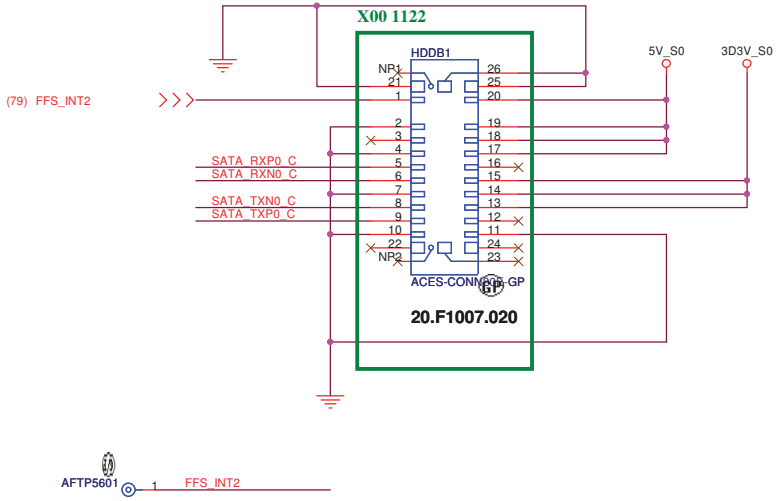 X00 1122
HDDB1
5V_S0
3D3V_S0
NP1
26
21
25
(79) FFS_INT2
1
20
2
19
3
18
4
17
SATA_RXP0_C
5
16
SATA_RXN0_C
6
15
7
14
SATA_TXN0_C
8
13
SATA_TXP0_C
9
12
10
11
22
24
NP2
23
GP
20.F1007.020
AFTP5601
1
FFS_INT2